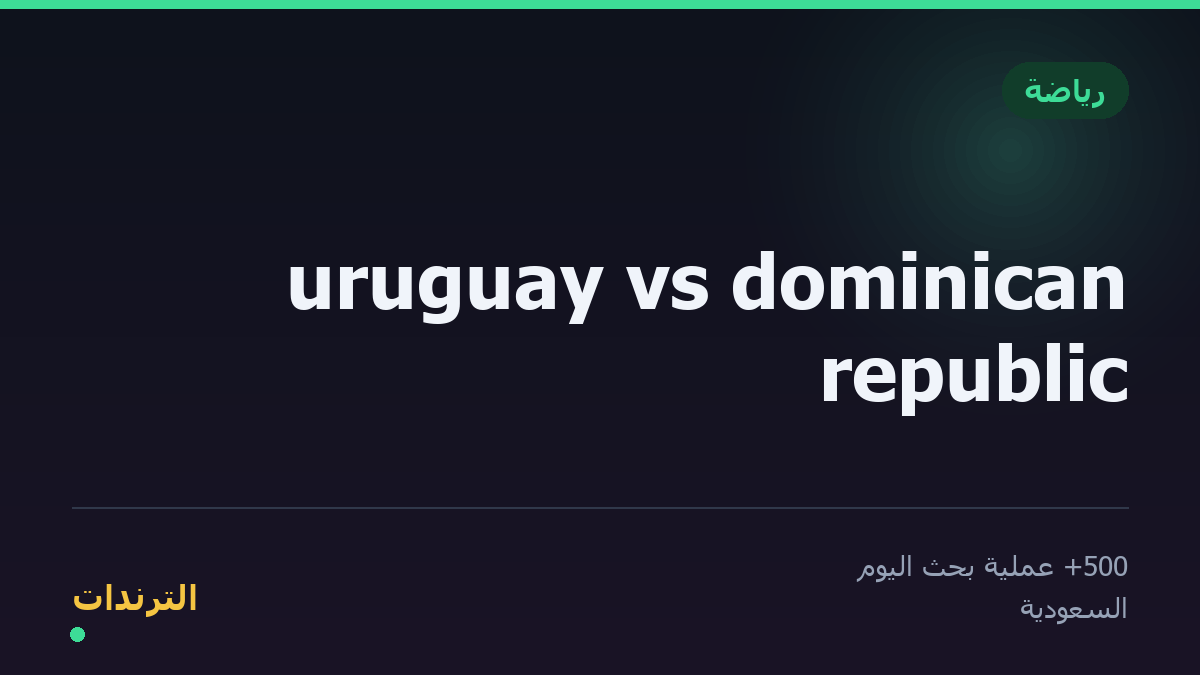 رياضة
uruguay vs dominican
republic
500+ عملية بحث اليوم
السعودية
الترندات